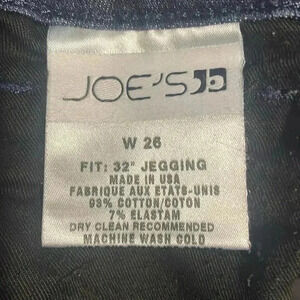 JOE'S
W 26
FIT: 32" JEGGING
MADE IN USA
FABRIQUE AUX ETATS-UNIS
93% COTTON/COTON
7% ELASTAM
DRY CLEAN RECOMMENDED
MACHINE WASH COLD